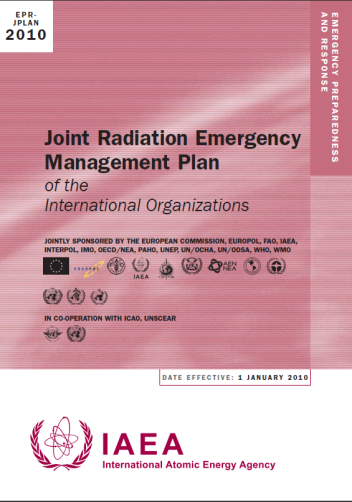 EPR-
JPLAN
2010
EMERGENCY PREPAREDNESS
AND RESPONSE
Joint Radiation Emergency
Management Plan
of the
International Organizations
JOINTLY SPONSORED BY THE EUROPEAN COMMISSION, EUROPOL, FAO, IAEA,
INTERPOL, IMO, OECD/NEA, PAHO, UNEP, UN/OCHA, UN/OOSA, WHO, WMO
IAEA
AEN
NEA
IN CO-OPERATION WITH ICAO, UNSCEAR
DATE EFFECTIVE: 1 JANUARY 2010
IAEA
International Atomic Energy Agency